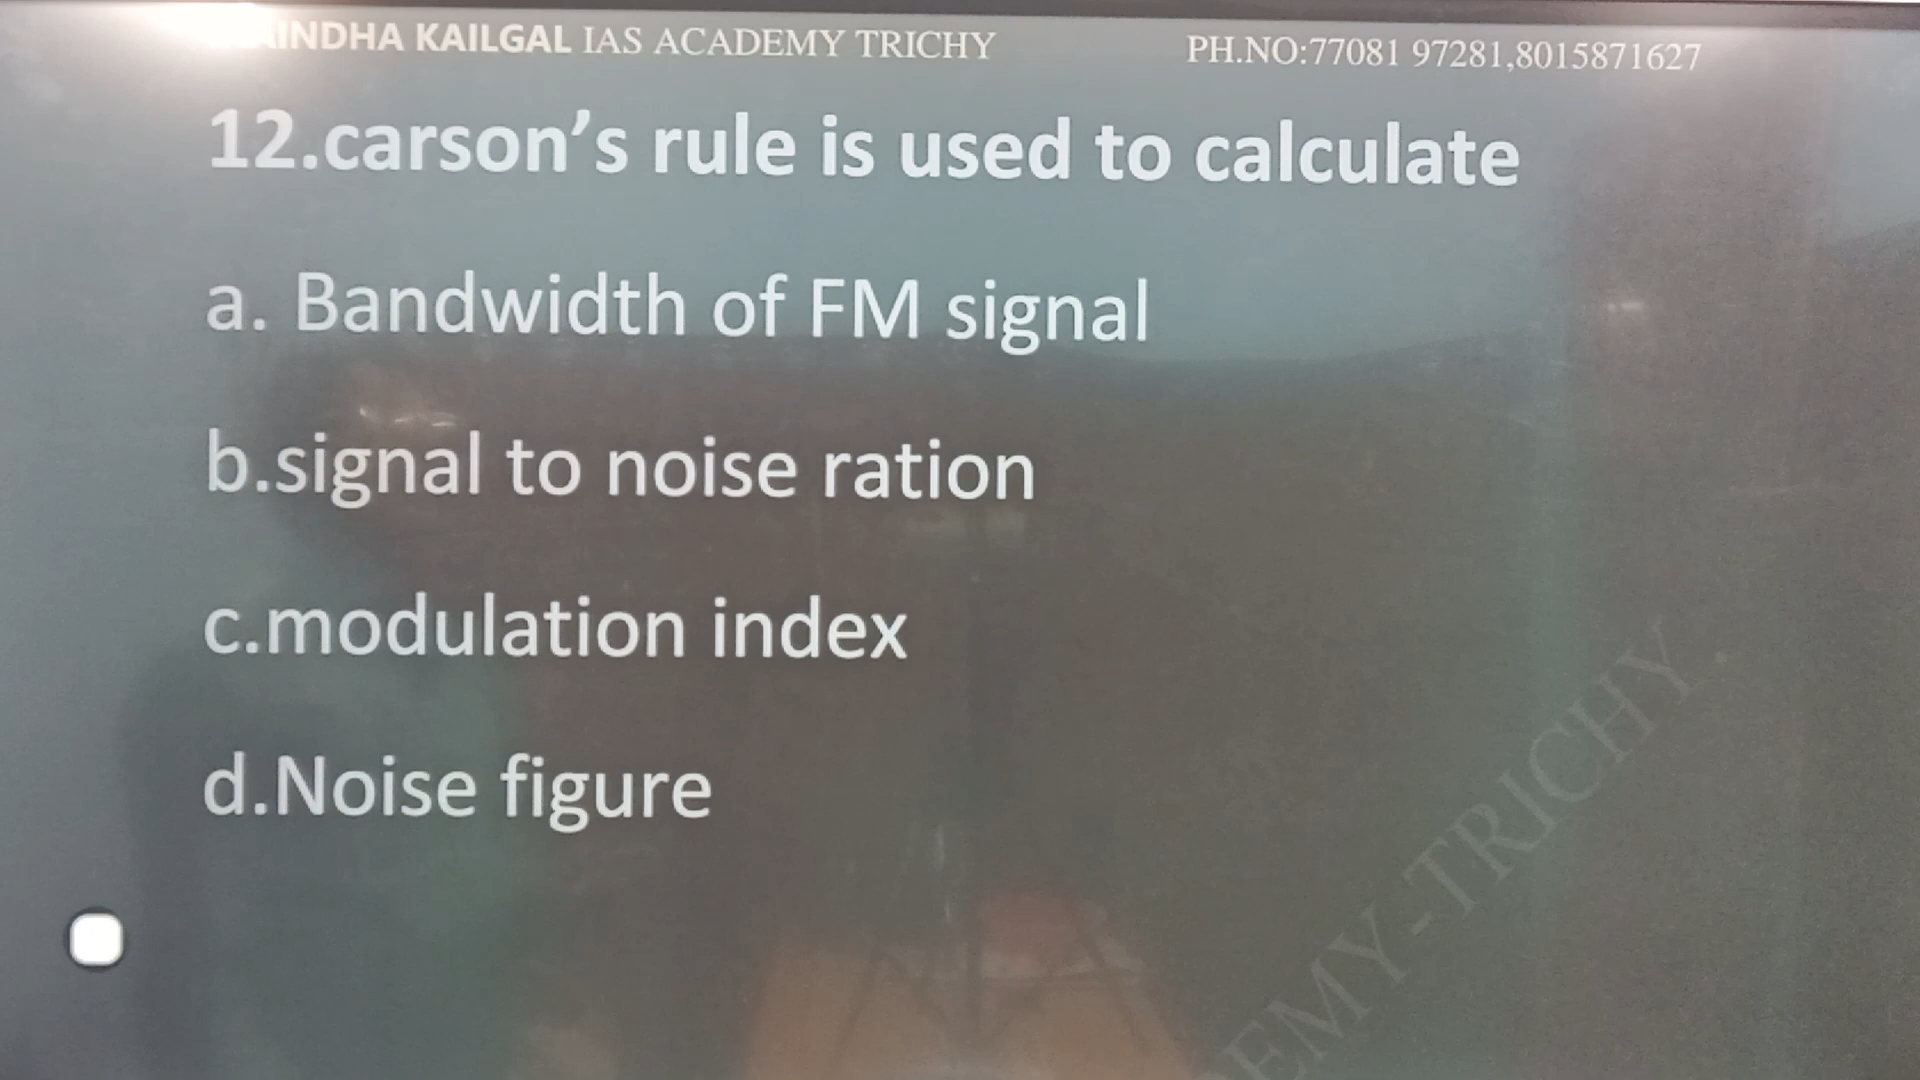 KAILGAL IAS ACADEMY TRICHY PH.NO:77081 97281,8015871627
12.carson's rule is used to calculate
a. Bandwidth of FM signal
b.signal to noise ration
c.modulation index
d.Noise figure
EMY-TRICHY